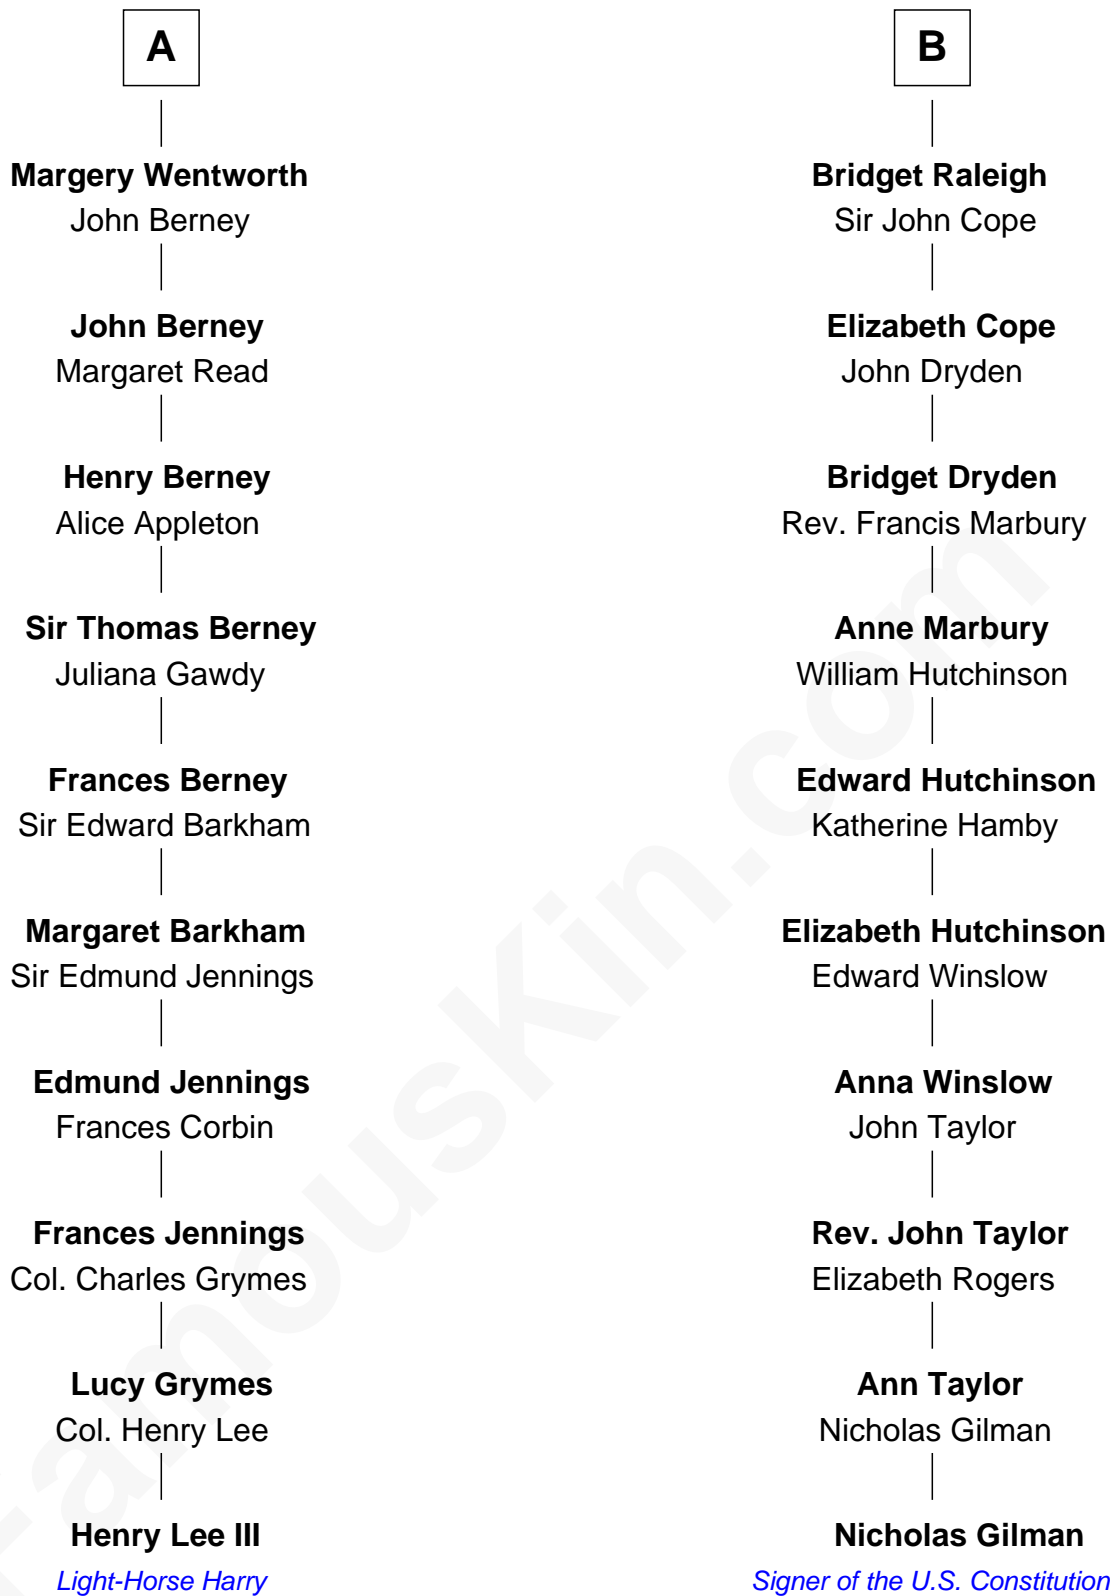 A
Margery Wentworth
John Berney
John Berney
Margaret Read
Henry Berney
Alice Appleton
Sir Thomas Berney
Juliana Gawdy
Frances Berney
Sir Edward Barkham
Margaret Barkham
Sir Edmund Jennings
Edmund Jennings
Frances Corbin
Frances Jennings
Col. Charles Grymes
Lucy Grymes
Col. Henry Lee
Henry Lee III
Light-Horse Harry
B
Bridget Raleigh
Sir John Cope
Elizabeth Cope
John Dryden
Bridget Dryden
Rev. Francis Marbury
Anne Marbury
William Hutchinson
Edward Hutchinson
Katherine Hamby
Elizabeth Hutchinson
Edward Winslow
Anna Winslow
John Taylor
Rev. John Taylor
Elizabeth Rogers
Ann Taylor
Nicholas Gilman
Nicholas Gilman
Signer of the U.S. Constitution
FamousKin.com